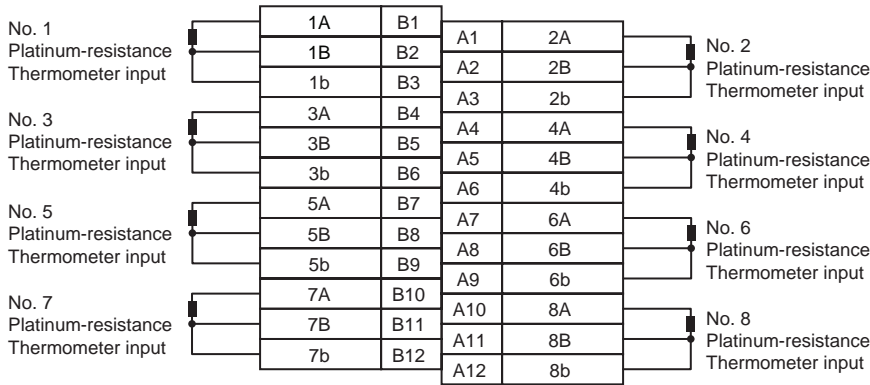 No. 1
Platinum-resistance
Thermometer input
No. 3
Platinum-resistance
Thermometer input
No. 5
Platinum-resistance
Thermometer input
No. 7
Platinum-resistance
Thermometer input
1A B1
1B B2
1b B3
3A B4
3B B5
3b B6
5A B7
5B B8
5b B9
7A B10
7B B11
7b B12
A1 2A
A2 2B
A3 2b
A4 4A
A5 4B
A6 4b
A7 6A
A8 6B
A9 6b
A10 8A
A11 8B
A12 8b
No. 2
Platinum-resistance
Thermometer input
No. 4
Platinum-resistance
Thermometer input
No. 6
Platinum-resistance
Thermometer input
No. 8
Platinum-resistance
Thermometer input